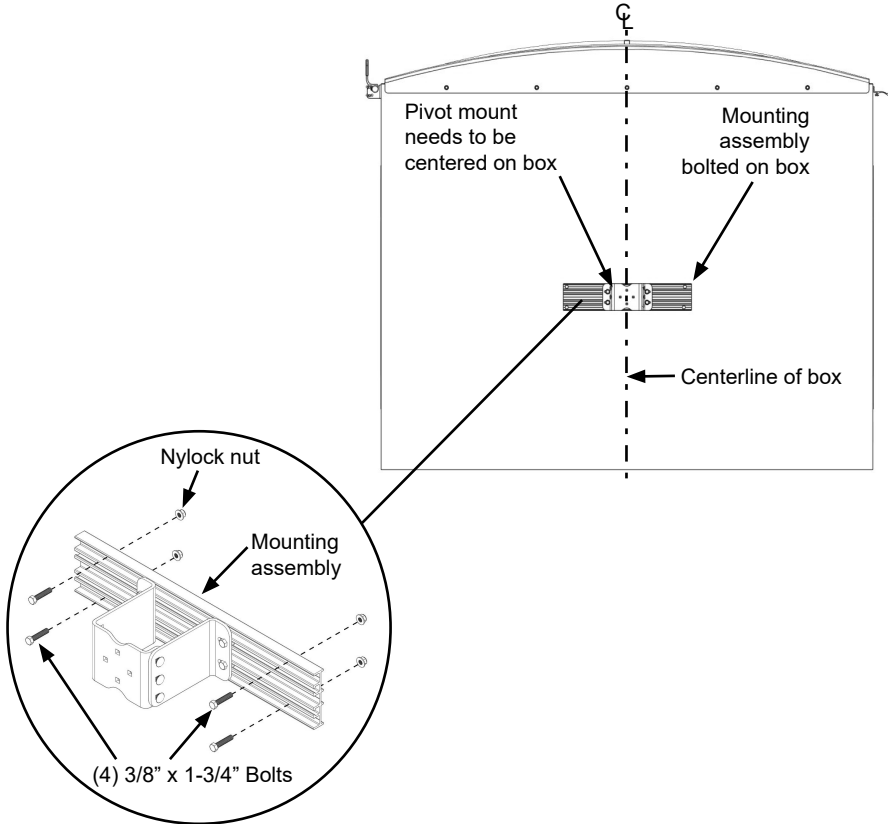 ℄
Pivot mount
needs to be
centered on box
Mounting
assembly
bolted on box
Centerline of box
Nylock nut
Mounting
assembly
(4) 3/8” x 1-3/4” Bolts